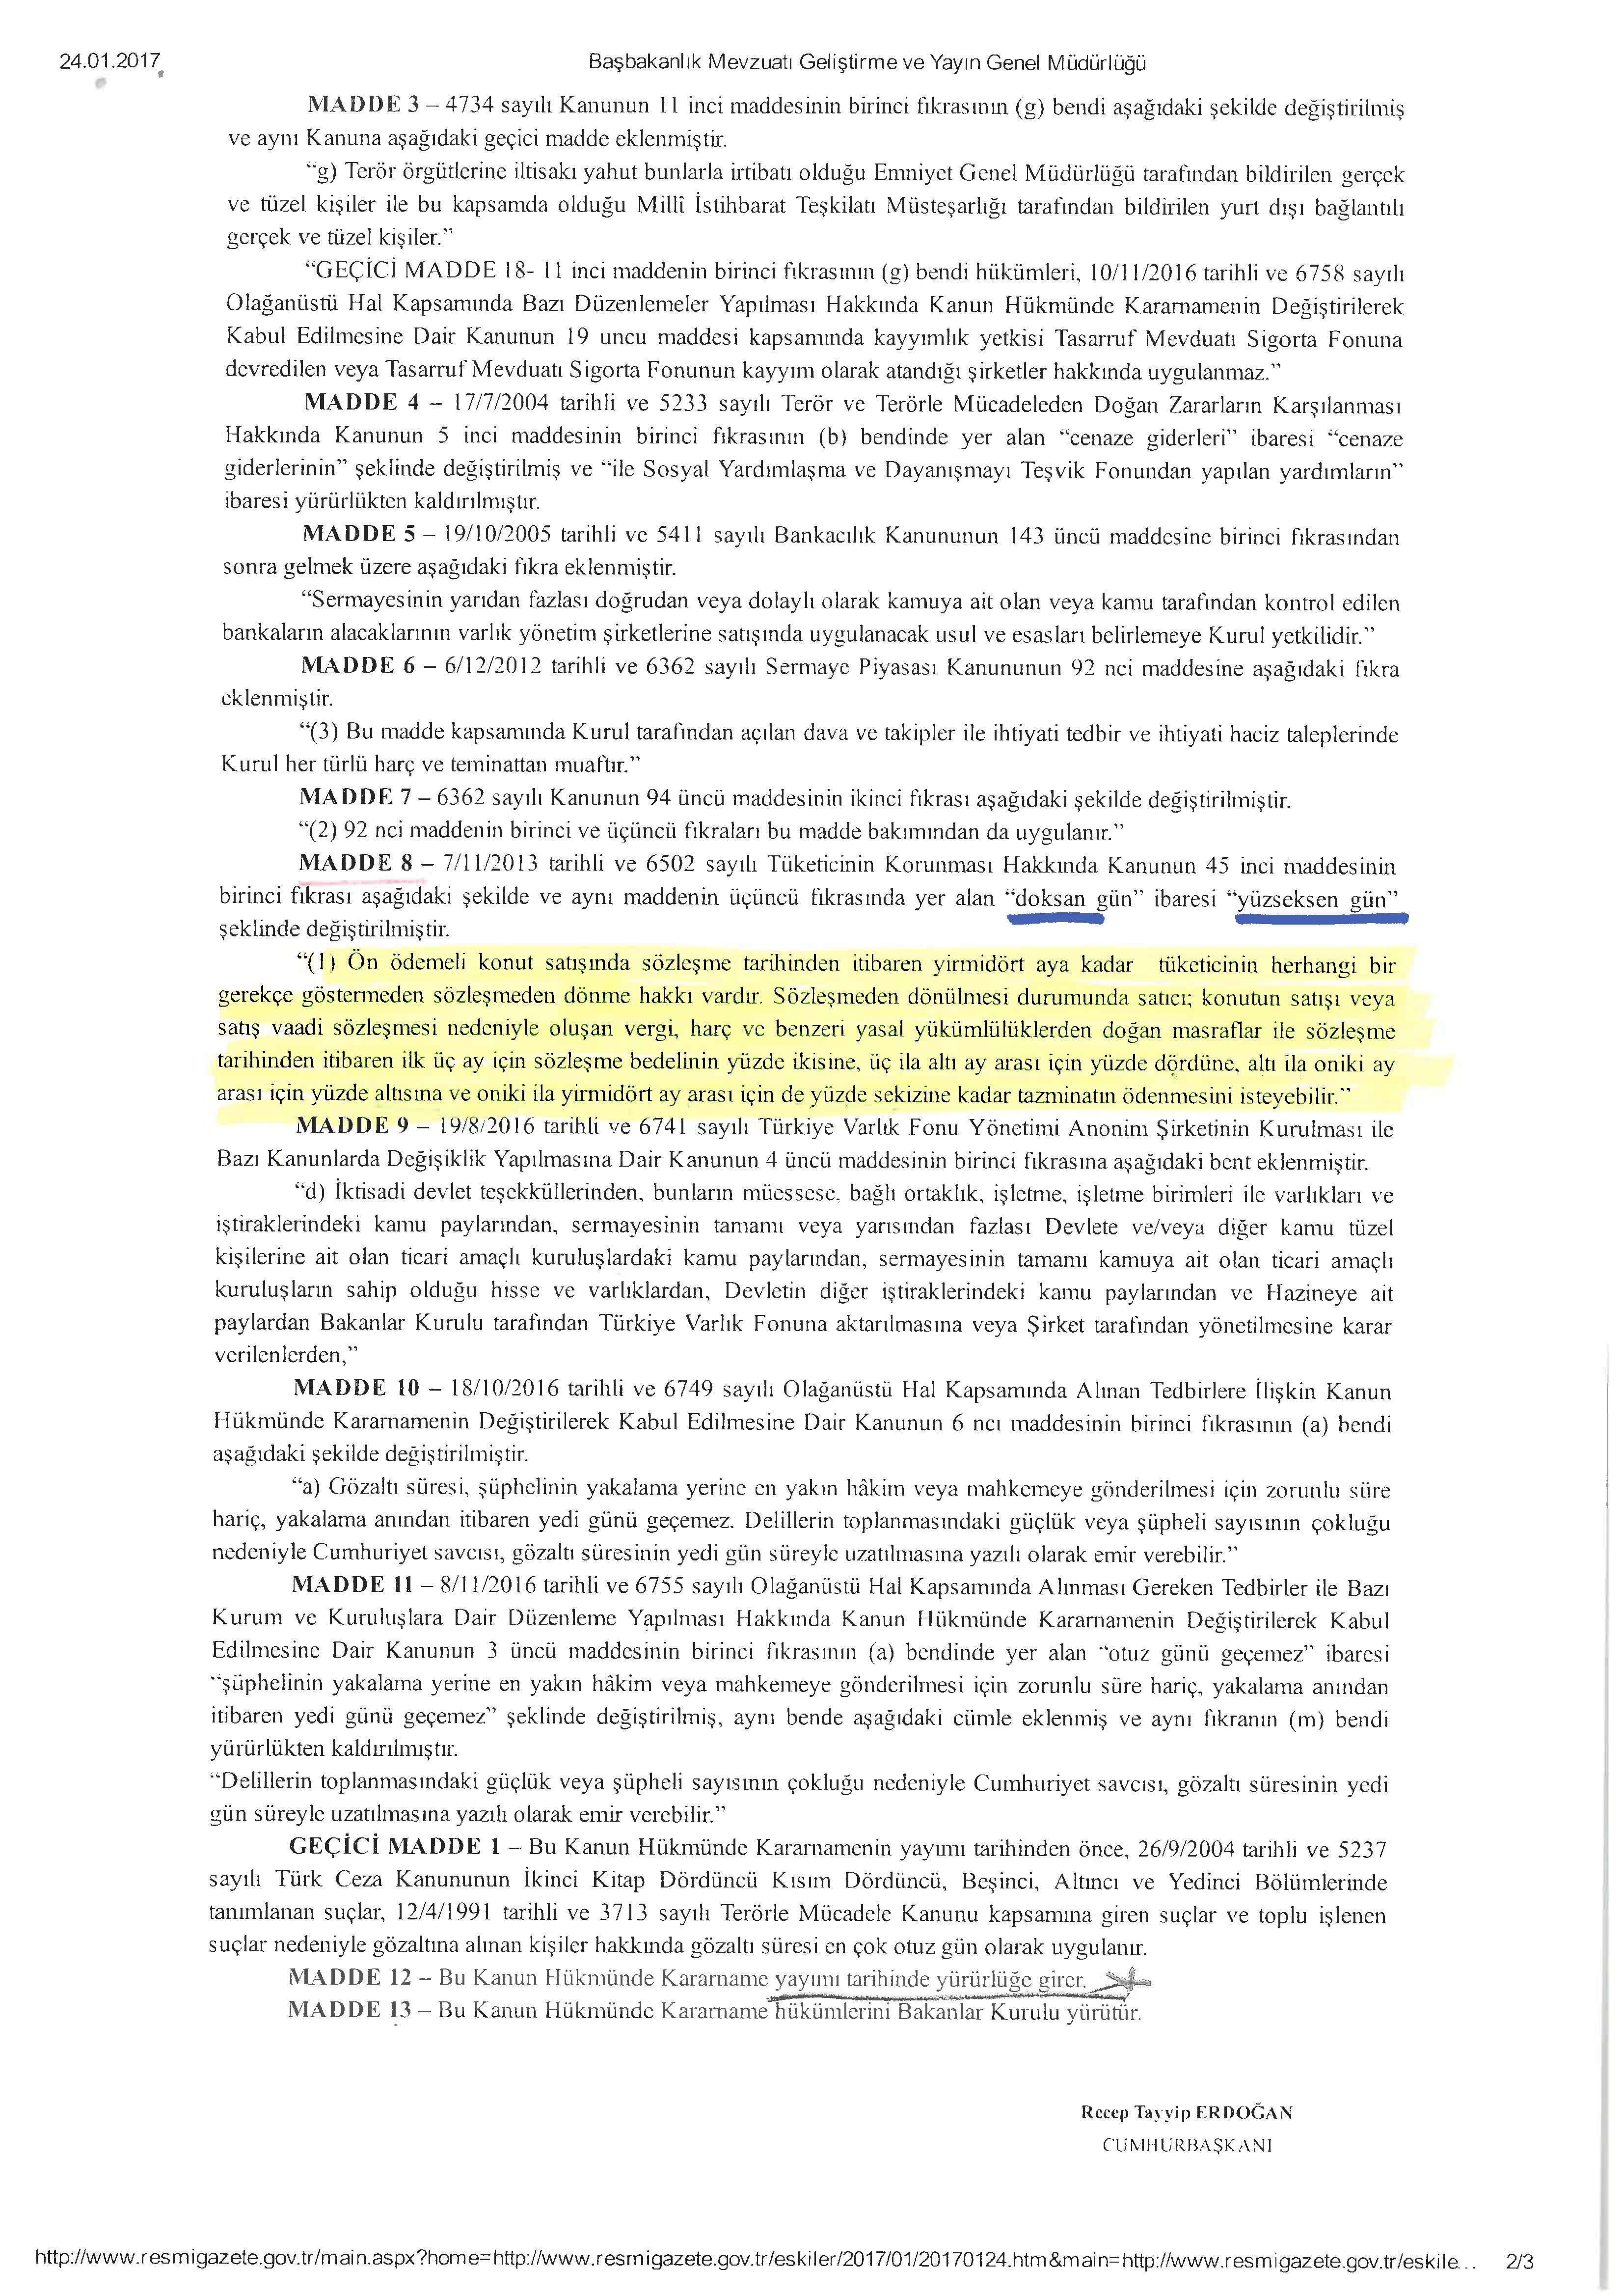 24.01.2017
Başbakanlık Mevzuatı Geliştirme ve Yayın Genel Müdürlüğü
MADDE 3 – 4734 sayılı Kanunun 11 inci maddesinin birinci fıkrasının (g) bendi aşağıdaki şekilde değiştirilmiş
ve aynı Kanuna aşağıdaki geçici madde eklenmiştir.
“g) Terör örgütlerine iltisakı yahut bunlarla irtibatı olduğu Emniyet Genel Müdürlüğü tarafından bildirilen gerçek
ve tüzel kişiler ile bu kapsamda olduğu Millî İstihbarat Teşkilatı Müsteşarlığı tarafından bildirilen yurt dışı bağlantılı
gerçek ve tüzel kişiler.”
“GEÇİCİ MADDE 18- 11 inci maddenin birinci fıkrasının (g) bendi hükümleri, 10/11/2016 tarihli ve 6758 sayılı
Olağanüstü Hal Kapsamında Bazı Düzenlemeler Yapılması Hakkında Kanun Hükmünde Kararnamenin Değiştirilerek
Kabul Edilmesine Dair Kanunun 19 uncu maddesi kapsamında kayyımlık yetkisi Tasarruf Mevduatı Sigorta Fonuna
devredilen veya Tasarruf Mevduatı Sigorta Fonunun kayyım olarak atandığı şirketler hakkında uygulanmaz.”
MADDE 4 – 17/7/2004 tarihli ve 5233 sayılı Terör ve Terörle Mücadeleden Doğan Zararların Karşılanması
Hakkında Kanunun 5 inci maddesinin birinci fıkrasının (b) bendinde yer alan “cenaze giderleri” ibaresi “cenaze
giderlerinin” şeklinde değiştirilmiş ve “ile Sosyal Yardımlaşma ve Dayanışmayı Teşvik Fonundan yapılan yardımların”
ibaresi yürürlükten kaldırılmıştır.
MADDE 5 – 19/10/2005 tarihli ve 5411 sayılı Bankacılık Kanununun 143 üncü maddesine birinci fıkrasından
sonra gelmek üzere aşağıdaki fıkra eklenmiştir.
“Sermayesinin yarıdan fazlası doğrudan veya dolaylı olarak kamuya ait olan veya kamu tarafından kontrol edilen
bankaların alacaklarının varlık yönetim şirketlerine satışında uygulanacak usul ve esasları belirlemeye Kurul yetkilidir.”
MADDE 6 – 6/12/2012 tarihli ve 6362 sayılı Sermaye Piyasası Kanununun 92 nci maddesine aşağıdaki fıkra
eklenmiştir.
“(3) Bu madde kapsamında Kurul tarafından açılan dava ve takipler ile ihtiyati tedbir ve ihtiyati haciz taleplerinde
Kurul her türlü harç ve teminattan muaftır.”
MADDE 7 – 6362 sayılı Kanunun 94 üncü maddesinin ikinci fıkrası aşağıdaki şekilde değiştirilmiştir.
“(2) 92 nci maddenin birinci ve üçüncü fıkraları bu madde bakımından da uygulanır.”
MADDE 8 – 7/11/2013 tarihli ve 6502 sayılı Tüketicinin Korunması Hakkında Kanunun 45 inci maddesinin
birinci fıkrası aşağıdaki şekilde ve aynı maddenin üçüncü fıkrasında yer alan “doksan gün” ibaresi “yüzseksen gün”
şeklinde değiştirilmiştir.
“(1) Ön ödemeli konut satışında sözleşme tarihinden itibaren yirmidört aya kadar tüketicinin herhangi bir
gerekçe göstermeden sözleşmeden dönme hakkı vardır. Sözleşmeden dönülmesi durumunda satıcı; konutun satışı veya
satış vaadi sözleşmesi nedeniyle oluşan vergi, harç ve benzeri yasal yükümlülüklerden doğan masraflar ile sözleşme
tarihinden itibaren ilk üç ay için sözleşme bedelinin yüzde ikisine, üç ila altı ay arası için yüzde dördüne, altı ila oniki ay
arası için yüzde altısına ve oniki ila yirmidört ay arası için de yüzde sekizine kadar tazminatın ödenmesini isteyebilir.”
MADDE 9 – 19/8/2016 tarihli ve 6741 sayılı Türkiye Varlık Fonu Yönetimi Anonim Şirketinin Kurulması ile
Bazı Kanunlarda Değişiklik Yapılmasına Dair Kanunun 4 üncü maddesinin birinci fıkrasına aşağıdaki bent eklenmiştir.
“d) İktisadi devlet teşekküllerinden, bunların müessese, bağlı ortaklık, işletme, işletme birimleri ile varlıkları ve
iştiraklerindeki kamu paylarından, sermayesinin tamamı veya yarısından fazlası Devlete ve/veya diğer kamu tüzel
kişilerine ait olan ticari amaçlı kuruluşlardaki kamu paylarından, sermayesinin tamamı kamuya ait olan ticari amaçlı
kuruluşların sahip olduğu hisse ve varlıklardan, Devletin diğer iştiraklerindeki kamu paylarından ve Hazineye ait
paylardan Bakanlar Kurulu tarafından Türkiye Varlık Fonuna aktarılmasına veya Şirket tarafından yönetilmesine karar
verilenlerden,”
MADDE 10 – 18/10/2016 tarihli ve 6749 sayılı Olağanüstü Hal Kapsamında Alınan Tedbirlere İlişkin Kanun
Hükmünde Kararnamenin Değiştirilerek Kabul Edilmesine Dair Kanunun 6 ncı maddesinin birinci fıkrasının (a) bendi
aşağıdaki şekilde değiştirilmiştir.
“a) Gözaltı süresi, şüphelinin yakalama yerine en yakın hâkim veya mahkemeye gönderilmesi için zorunlu süre
hariç, yakalama anından itibaren yedi günü geçemez. Delillerin toplanmasındaki güçlük veya şüpheli sayısının çokluğu
nedeniyle Cumhuriyet savcısı, gözaltı süresinin yedi gün süreyle uzatılmasına yazılı olarak emir verebilir.”
MADDE 11 – 8/11/2016 tarihli ve 6755 sayılı Olağanüstü Hal Kapsamında Alınması Gereken Tedbirler ile Bazı
Kurum ve Kuruluşlara Dair Düzenleme Yapılması Hakkında Kanun Hükmünde Kararnamenin Değiştirilerek Kabul
Edilmesine Dair Kanunun 3 üncü maddesinin birinci fıkrasının (a) bendinde yer alan “otuz günü geçemez” ibaresi
“şüphelinin yakalama yerine en yakın hâkim veya mahkemeye gönderilmesi için zorunlu süre hariç, yakalama anından
itibaren yedi günü geçemez” şeklinde değiştirilmiş, aynı bende aşağıdaki cümle eklenmiş ve aynı fıkranın (m) bendi
yürürlükten kaldırılmıştır.
“Delillerin toplanmasındaki güçlük veya şüpheli sayısının çokluğu nedeniyle Cumhuriyet savcısı, gözaltı süresinin yedi
gün süreyle uzatılmasına yazılı olarak emir verebilir.”
GEÇİCİ MADDE 1 – Bu Kanun Hükmünde Kararnamenin yayımı tarihinden önce, 26/9/2004 tarihli ve 5237
sayılı Türk Ceza Kanununun İkinci Kitap Dördüncü Kısım Dördüncü, Beşinci, Altıncı ve Yedinci Bölümlerinde
tanımlanan suçlar, 12/4/1991 tarihli ve 3713 sayılı Terörle Mücadele Kanunu kapsamına giren suçlar ve toplu işlenen
suçlar nedeniyle gözaltına alınan kişiler hakkında gözaltı süresi en çok otuz gün olarak uygulanır.
MADDE 12 – Bu Kanun Hükmünde Kararname yayımı tarihinde yürürlüğe girer.
MADDE 13 – Bu Kanun Hükmünde Kararname hükümlerini Bakanlar Kurulu yürütür.
Recep Tayyip ERDOĞAN
CUMHURBAŞKANI
http://www.resmigazete.gov.tr/main.aspx?home=http://www.resmigazete.gov.tr/eskiler/2017/01/20170124.htm&main=http://www.resmigazete.gov.tr/eskile...
2/3